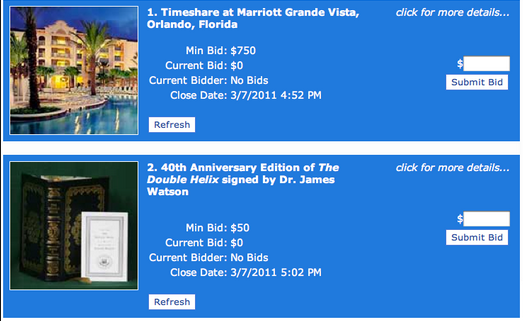 1. Timeshare at Marriott Grande Vista,
Orlando, Florida
click for more details...
Min Bid: $750
Current Bid: $0
Current Bidder: No Bids
Close Date: 3/7/2011 4:52 PM
$
Submit Bid
Refresh
2. 40th Anniversary Edition of The
Double Helix signed by Dr. James
Watson
click for more details...
Min Bid: $50
Current Bid: $0
Current Bidder: No Bids
Close Date: 3/7/2011 5:02 PM
$
Submit Bid
Refresh